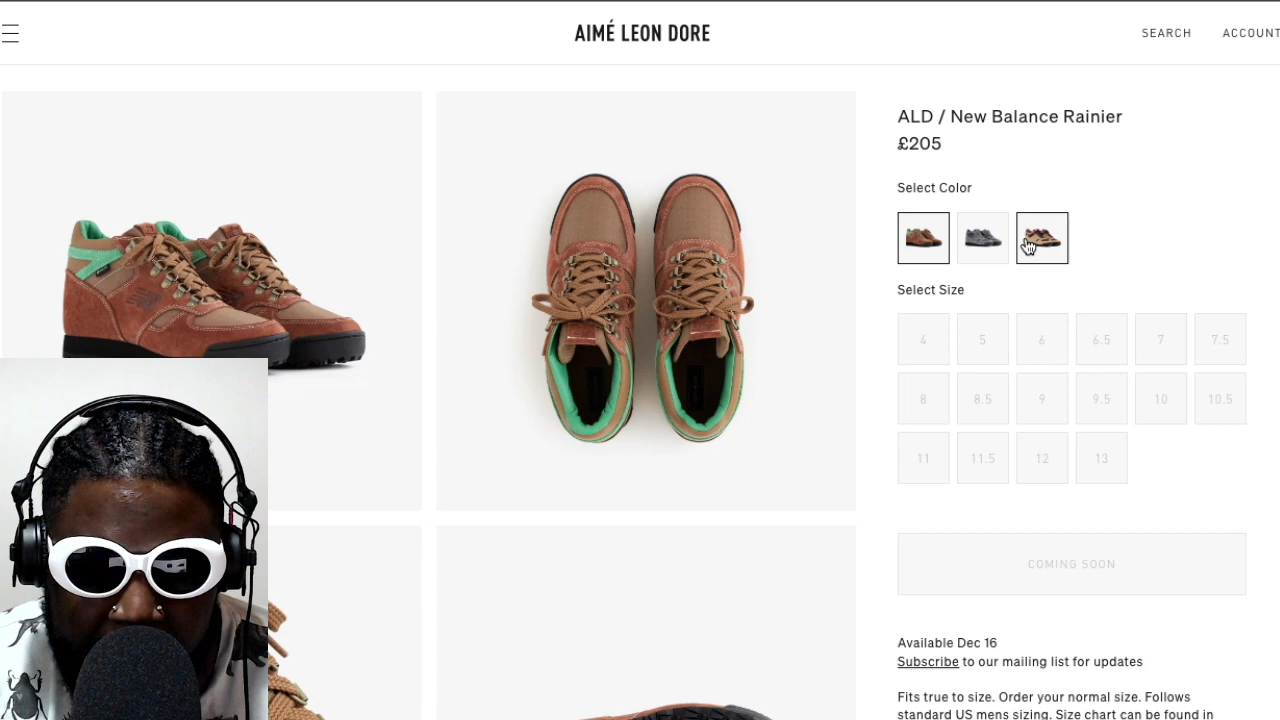 AIMÉ LEON DORE
SEARCH
ACCOUNT
ALD / New Balance Rainier
£205
Select Color
Select Size
4 5 6 6.5 7 7.5
8 8.5 9 9.5 10 10.5
11 11.5 12 13
COMING SOON
Available Dec 16
Subscribe to our mailing list for updates
Fits true to size. Order your normal size. Follows
standard US mens sizing. Size chart can be found in